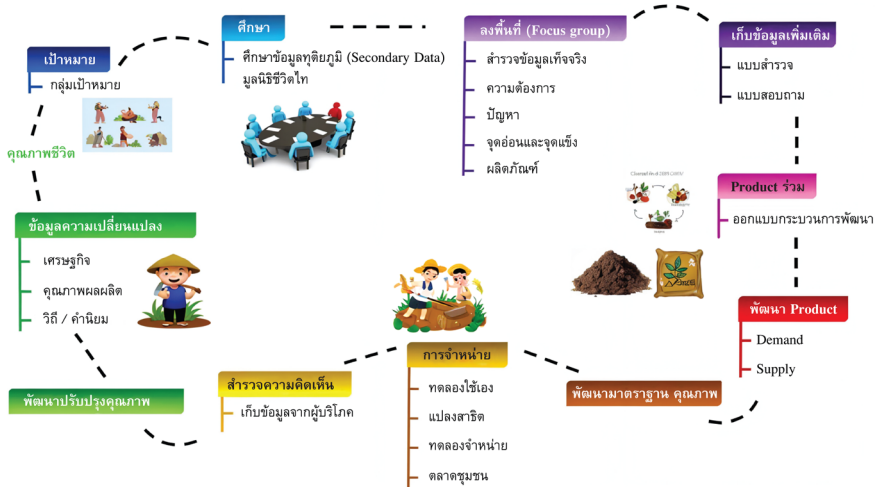 เป้าหมาย
กลุ่มเป้าหมาย
ศึกษา
ศึกษาข้อมูลทุติยภูมิ (Secondary Data)
มูลนิธิชีวิตไท
ลงพื้นที่ (Focus group)
สำรวจข้อมูลเท็จจริง
ความต้องการ
ปัญหา
จุดอ่อนและจุดแข็ง
ผลิตภัณฑ์
เก็บข้อมูลเพิ่มเติม
แบบสำรวจ
แบบสอบถาม
Product ร่วม
ออกแบบกระบวนการพัฒนา
พัฒนา Product
Demand
Supply
พัฒนามาตราฐาน คุณภาพ
การจำหน่าย
ทดลองใช้เอง
แปลงสาธิต
ทดลองจำหน่าย
ตลาดชุมชน
สำรวจความคิดเห็น
เก็บข้อมูลจากผู้บริโภค
พัฒนาปรับปรุงคุณภาพ
ข้อมูลความเปลี่ยนแปลง
เศรษฐกิจ
คุณภาพผลผลิต
วิถี / ค่านิยม
คุณภาพชีวิต